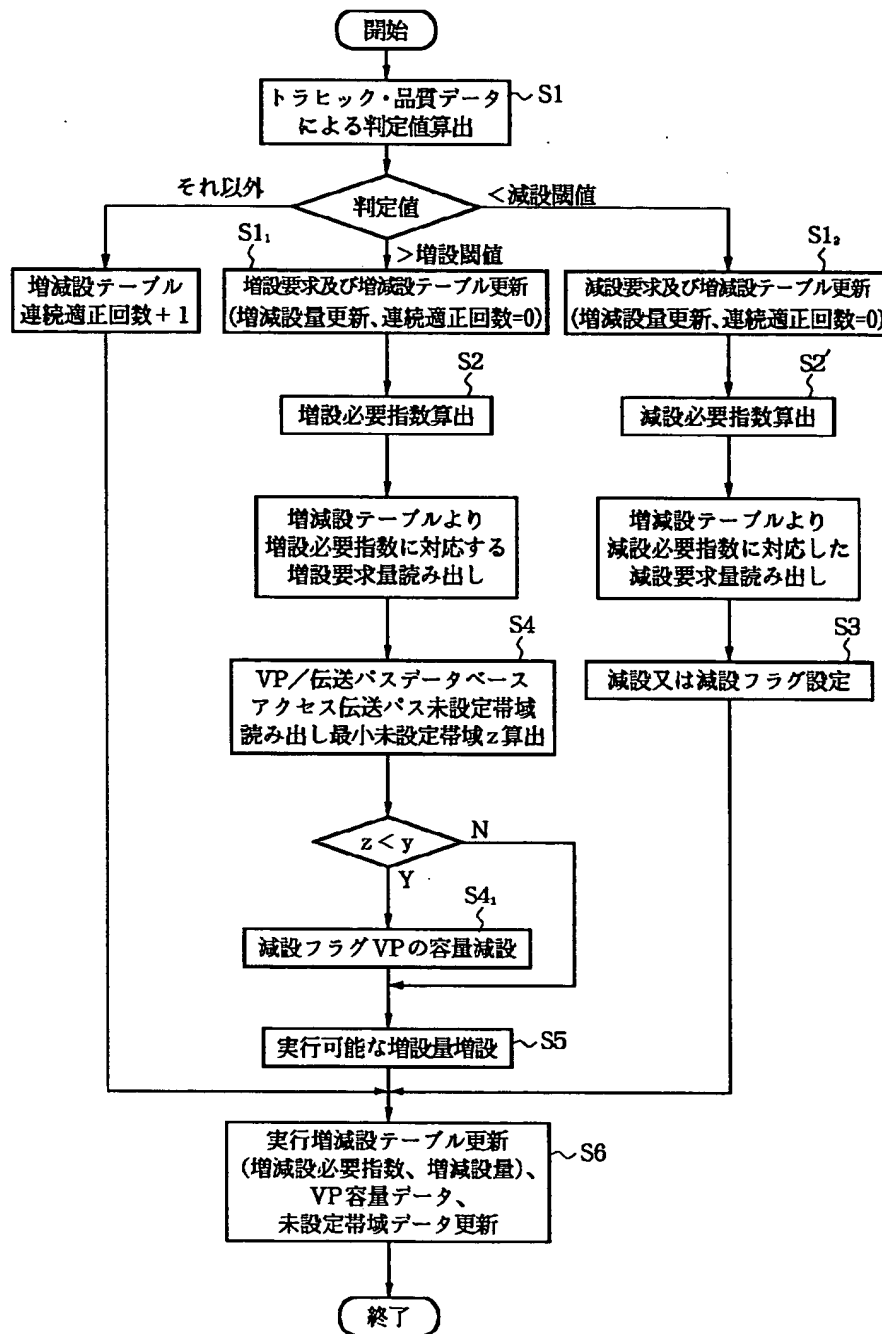 開始
トラヒック・品質データ
による判定値算出
S1
それ以外
判定値
<減設閾値
>増設閾値
増減設テーブル
連続適正回数+1
S1₁
増設要求及び増減設テーブル更新
(増減設量更新、連続適正回数=0)
S1₂
減設要求及び増減設テーブル更新
(増減設量更新、連続適正回数=0)
S2
増設必要指数算出
S2′
減設必要指数算出
増減設テーブルより
増設必要指数に対応する
増設要求量読み出し
増減設テーブルより
減設必要指数に対応した
減設要求量読み出し
S4
VP/伝送パスデータベース
アクセス伝送パス未設定帯域
読み出し最小未設定帯域z算出
S3
減設又は減設フラグ設定
z<y
N
Y
S4₁
減設フラグVPの容量減設
実行可能な増設量増設
S5
実行増減設テーブル更新
(増減設必要指数、増減設量)、
VP容量データ、
未設定帯域データ更新
S6
終了